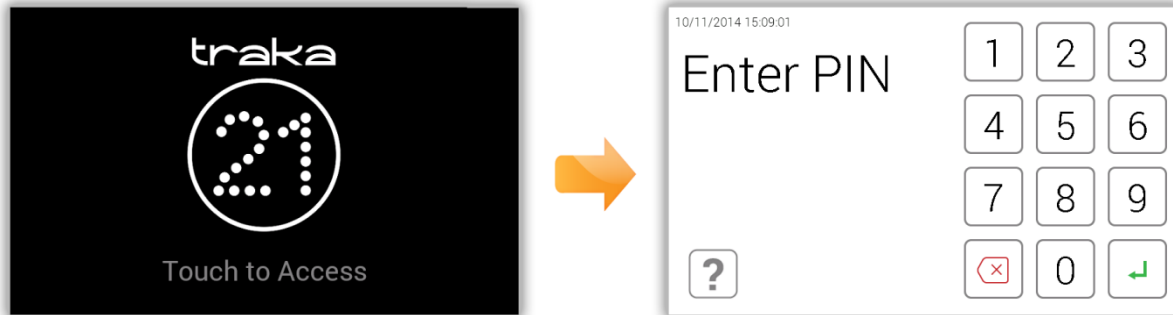 traka
21
Touch to Access
10/11/2014 15:09:01
Enter PIN
1 2 3
4 5 6
7 8 9
0
?